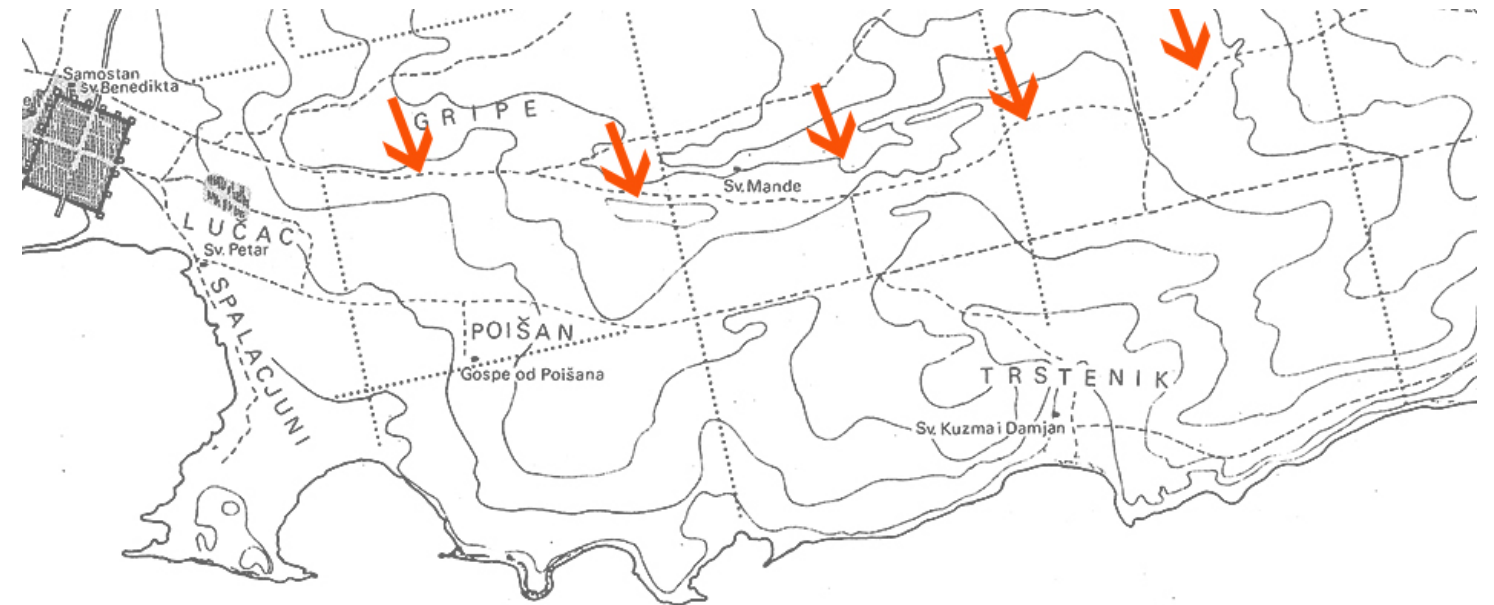 Samostan
sv. Benedikta
GRIPE
Sv. Mande
LUČAC
Sv. Petar
SPALACJUNI
POIŠAN
Gospe od Poišana
TRSTENIK
Sv. Kuzma i Damjan